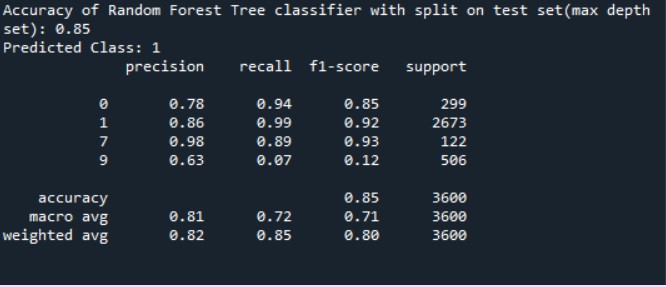 Accuracy of Random Forest Tree classifier with split on test set(max depth
set): 0.85
Predicted Class: 1
precision recall f1-score support
0 0.78 0.94 0.85 299
1 0.86 0.99 0.92 2673
7 0.98 0.89 0.93 122
9 0.63 0.07 0.12 506
accuracy 0.85 3600
macro avg 0.81 0.72 0.71 3600
weighted avg 0.82 0.85 0.80 3600